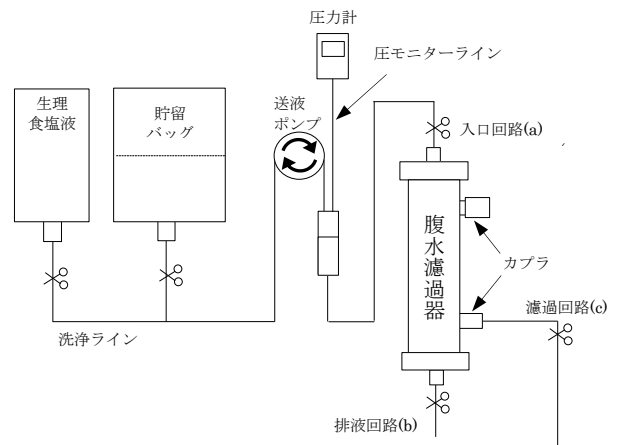 圧力計
圧モニターライン
生理
食塩液
貯留
バッグ
送液
ポンプ
入口回路(a)
腹水濾過器
カプラ
濾過回路(c)
洗浄ライン
排液回路(b)